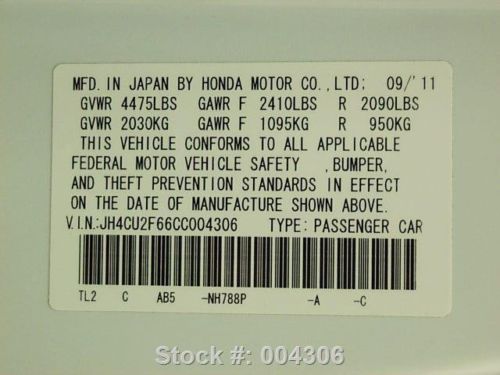 MFD. IN JAPAN BY HONDA MOTOR CO., LTD; 09/'11
GVWR 4475LBS GAWR F 2410LBS R 2090LBS
GVWR 2030KG GAWR F 1095KG R 950KG
THIS VEHICLE CONFORMS TO ALL APPLICABLE
FEDERAL MOTOR VEHICLE SAFETY ,BUMPER,
AND THEFT PREVENTION STANDARDS IN EFFECT
ON THE DATE OF MANUFACTURE SHOWN ABOVE.
V.I.N:JH4CU2F66CC004306 TYPE: PASSENGER CAR
TL2 C AB5 -NH788P -A -C
Stock #: 004306